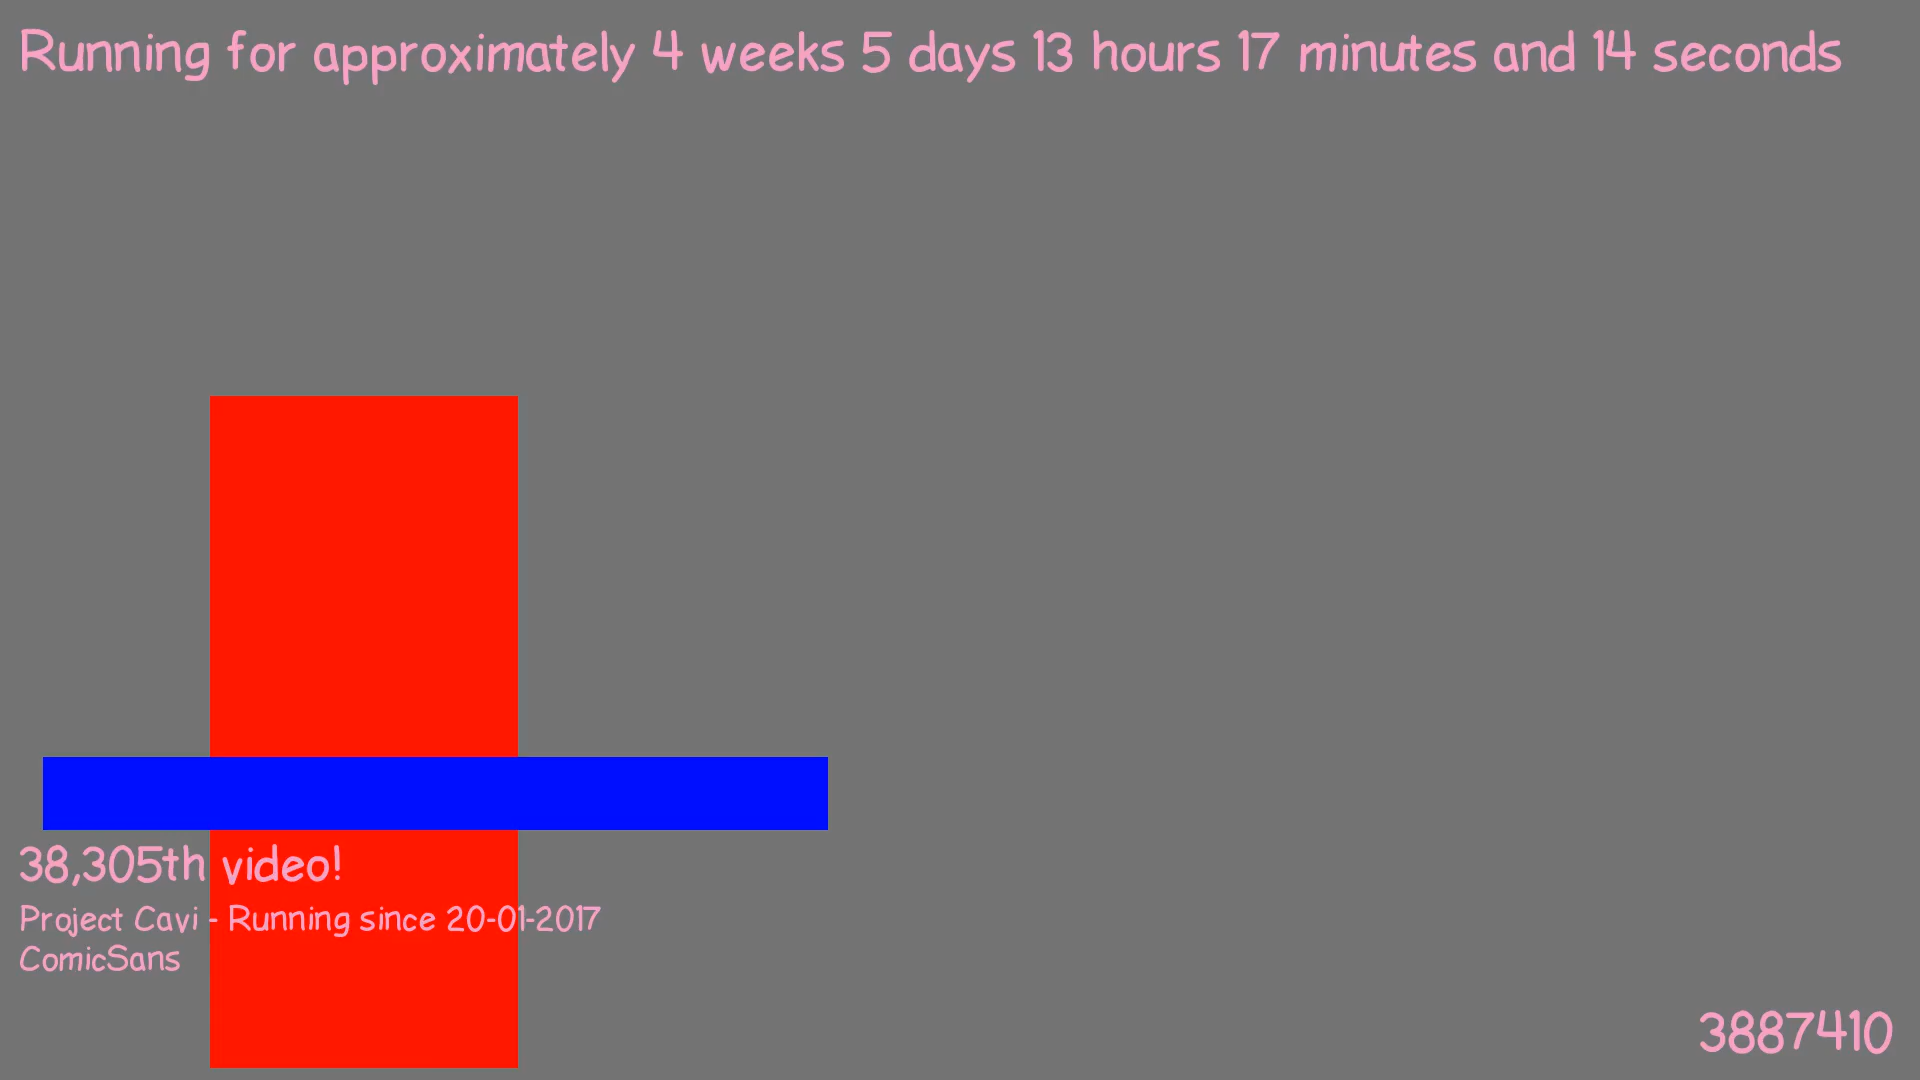 Running for approximately 4 weeks 5 days 13 hours 17 minutes and 14 seconds
38,305th video!
Project Cavi - Running since 20-01-2017
ComicSans
3887410